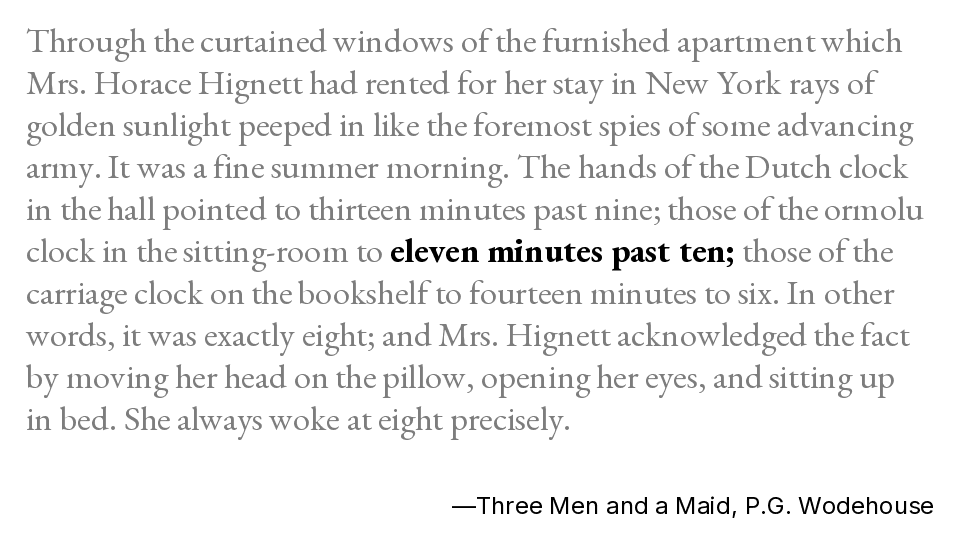 Through the curtained windows of the furnished apartment which
Mrs. Horace Hignett had rented for her stay in New York rays of
golden sunlight peeped in like the foremost spies of some advancing
army. It was a fine summer morning. The hands of the Dutch clock
in the hall pointed to thirteen minutes past nine; those of the ormolu
clock in the sitting-room to eleven minutes past ten; those of the
carriage clock on the bookshelf to fourteen minutes to six. In other
words, it was exactly eight; and Mrs. Hignett acknowledged the fact
by moving her head on the pillow, opening her eyes, and sitting up
in bed. She always woke at eight precisely.
—Three Men and a Maid, P.G. Wodehouse